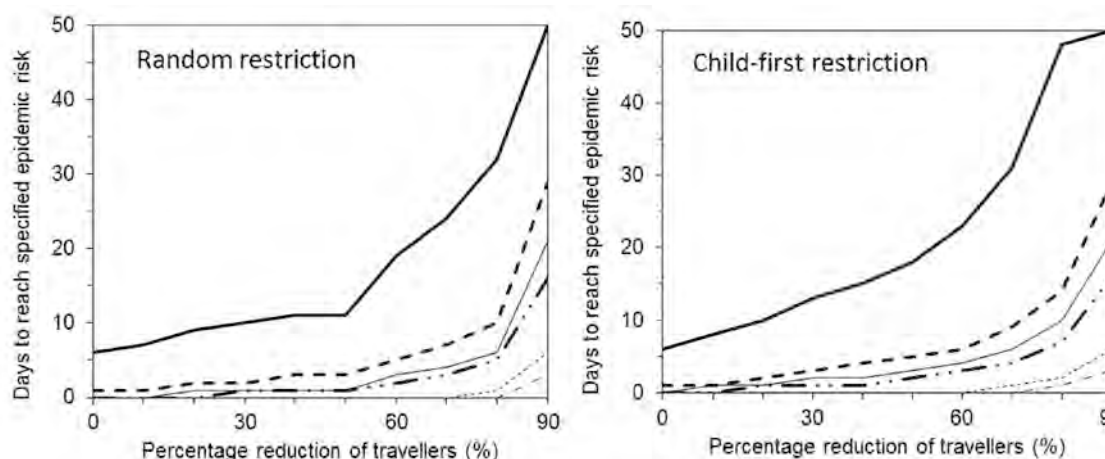 Random restriction
Days to reach specified epidemic risk
50
40
30
20
10
0
0 30 60 90
Percentage reduction of travellers (%)
Child-first restriction
Days to reach specified epidemic risk
50
40
30
20
10
0
0 30 60 90
Percentage reduction of travellers (%)